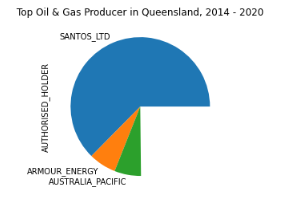 Top Oil & Gas Producer in Queensland, 2014 - 2020
SANTOS_LTD
AUTHORISED_HOLDER
ARMOUR_ENERGY
AUSTRALIA_PACIFIC